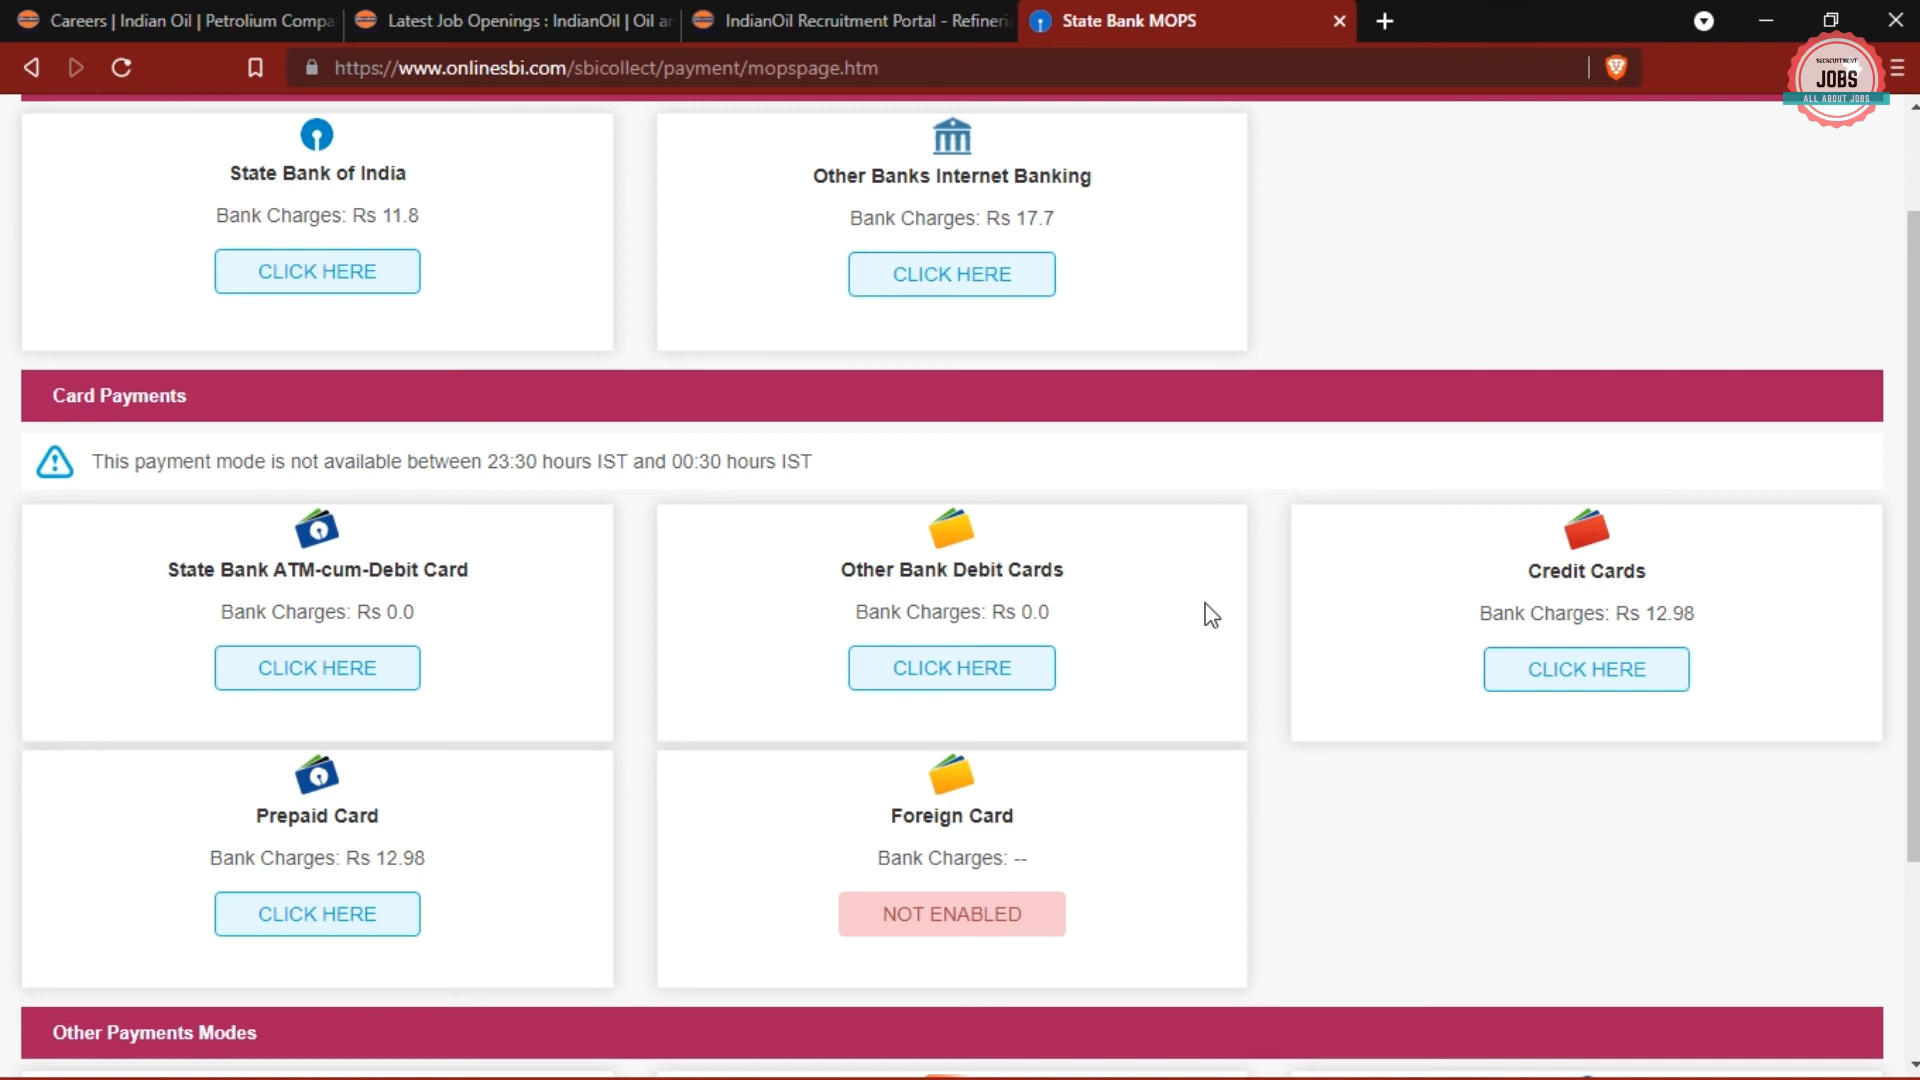 Careers | Indian Oil | Petrolium Compa
Latest Job Openings : IndianOil | Oil ar
IndianOil Recruitment Portal - Refineri
State Bank MOPS
https://www.onlinesbi.com/sbicollect/payment/mopspage.htm
RECRUITMENT
JOBS
ALL ABOUT JOBS
State Bank of India
Bank Charges: Rs 11.8
CLICK HERE
Other Banks Internet Banking
Bank Charges: Rs 17.7
CLICK HERE
Card Payments
This payment mode is not available between 23:30 hours IST and 00:30 hours IST
State Bank ATM-cum-Debit Card
Bank Charges: Rs 0.0
CLICK HERE
Other Bank Debit Cards
Bank Charges: Rs 0.0
CLICK HERE
Credit Cards
Bank Charges: Rs 12.98
CLICK HERE
Prepaid Card
Bank Charges: Rs 12.98
CLICK HERE
Foreign Card
Bank Charges: --
NOT ENABLED
Other Payments Modes